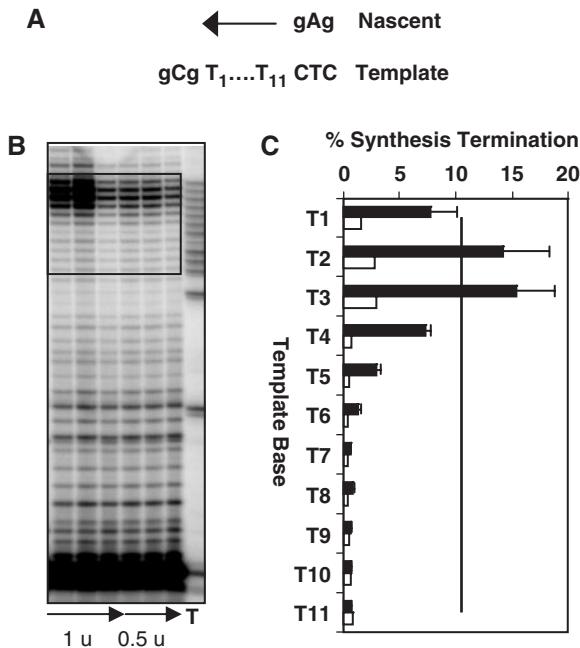 A
gAg Nascent
gCg T1....T11 CTC Template
B
T
1 u 0.5 u
C
% Synthesis Termination
0 5 10 15 20
T1
T2
T3
T4
T5
T6
T7
T8
T9
T10
T11
Template Base